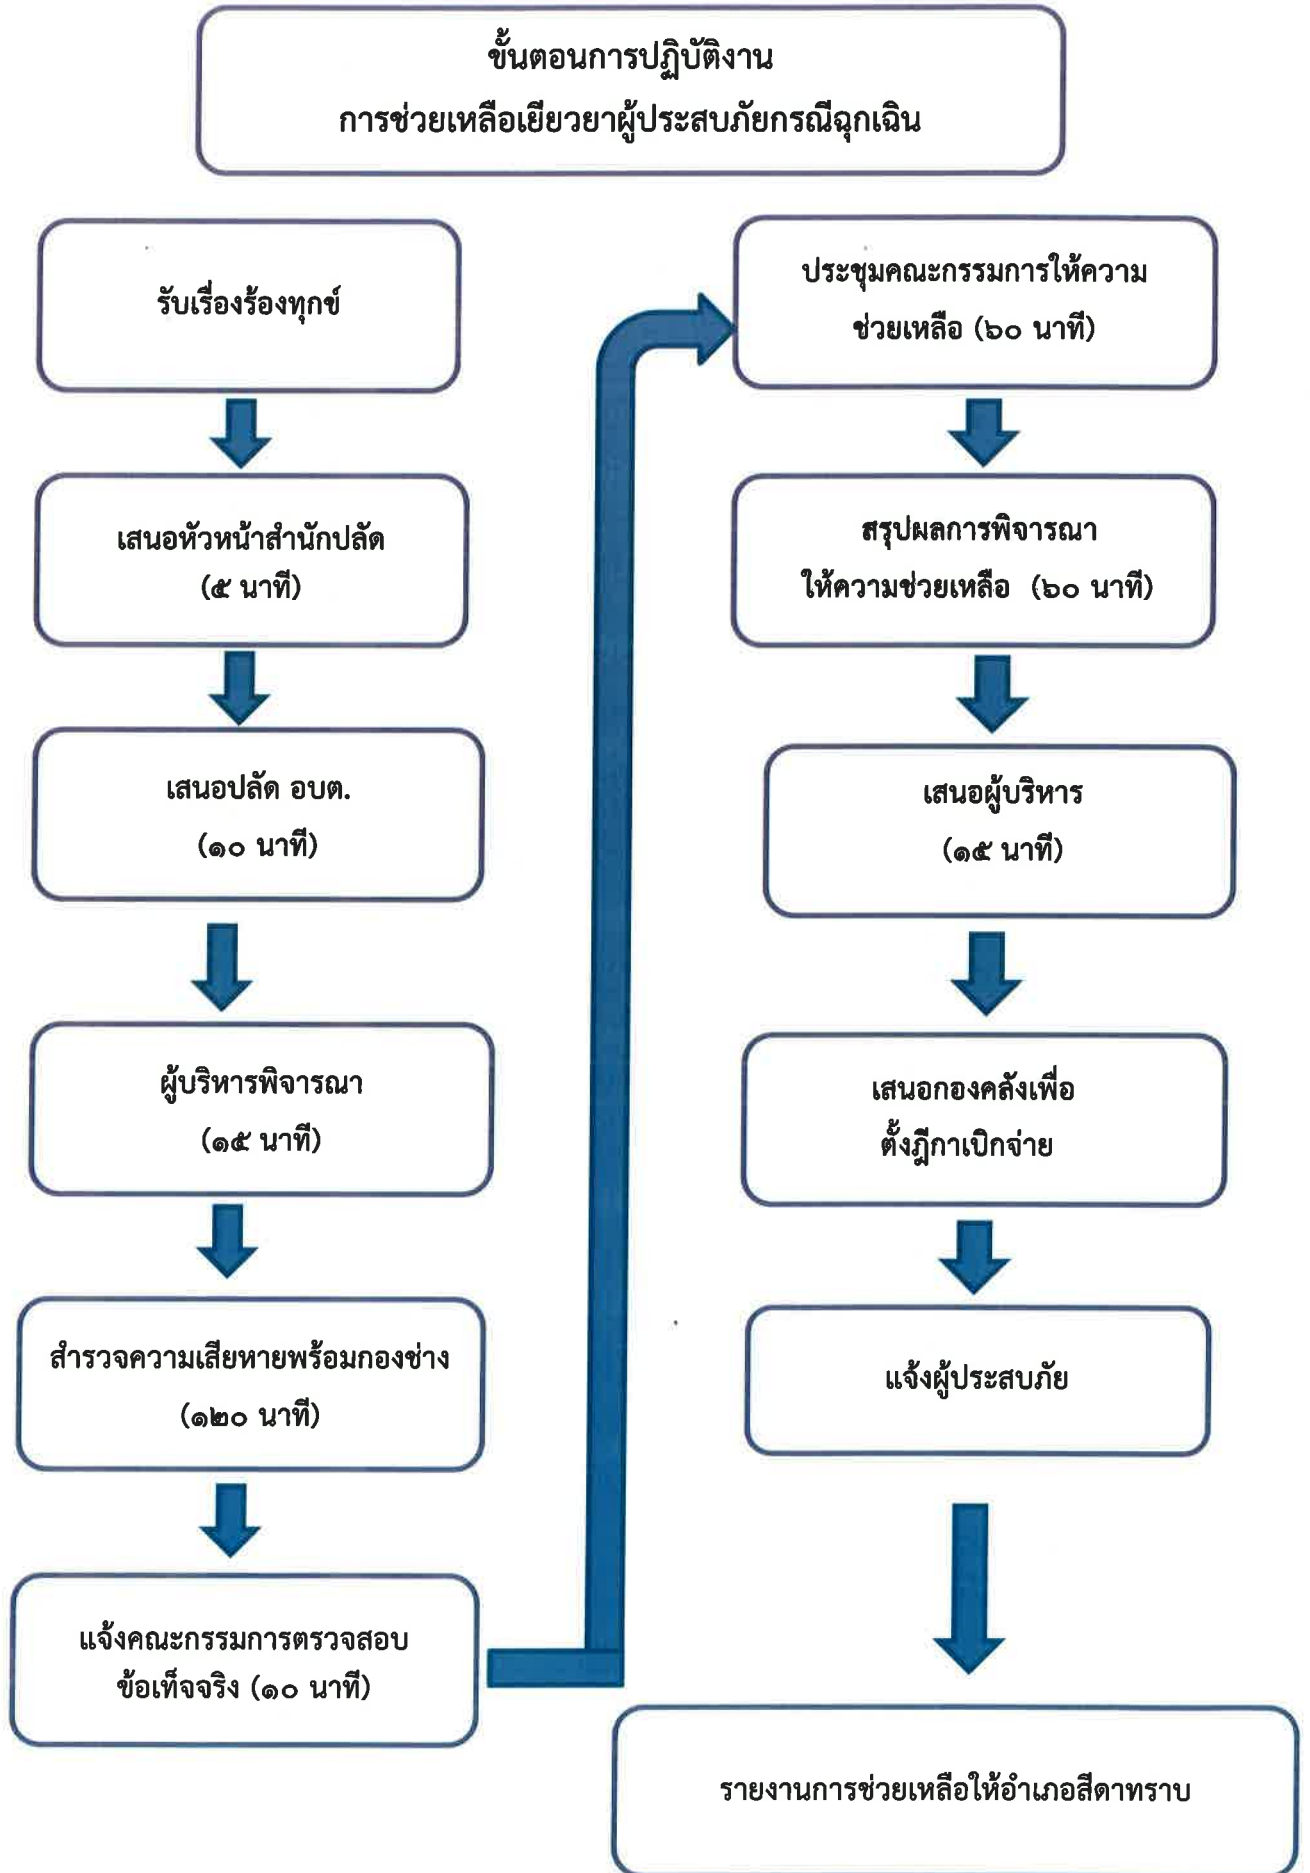 ขั้นตอนการปฏิบัติงาน
การช่วยเหลือเยียวยาผู้ประสบภัยกรณีฉุกเฉิน
รับเรื่องร้องทุกข์
เสนอหัวหน้าสำนักปลัด
(๕ นาที)
เสนอปลัด อบต.
(๑๐ นาที)
ผู้บริหารพิจารณา
(๑๕ นาที)
สำรวจความเสียหายพร้อมกองช่าง
(๑๒๐ นาที)
แจ้งคณะกรรมการตรวจสอบ
ข้อเท็จจริง (๑๐ นาที)
ประชุมคณะกรรมการให้ความ
ช่วยเหลือ (๖๐ นาที)
สรุปผลการพิจารณา
ให้ความช่วยเหลือ (๖๐ นาที)
เสนอผู้บริหาร
(๑๕ นาที)
เสนอกองคลังเพื่อ
ตั้งฎีกาเบิกจ่าย
แจ้งผู้ประสบภัย
รายงานการช่วยเหลือให้อำเภอสีดาทราบ